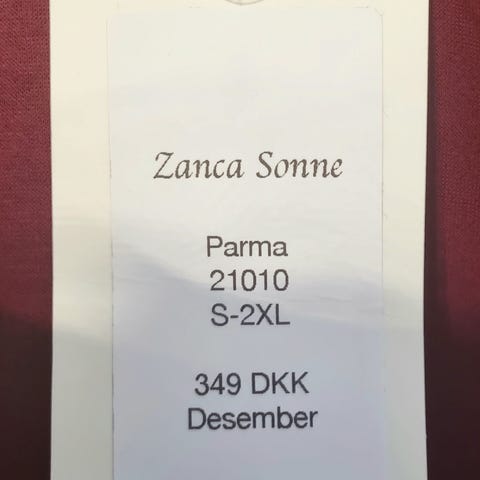 Zanca Sonne
Parma
21010
S-2XL
349 DKK
Desember